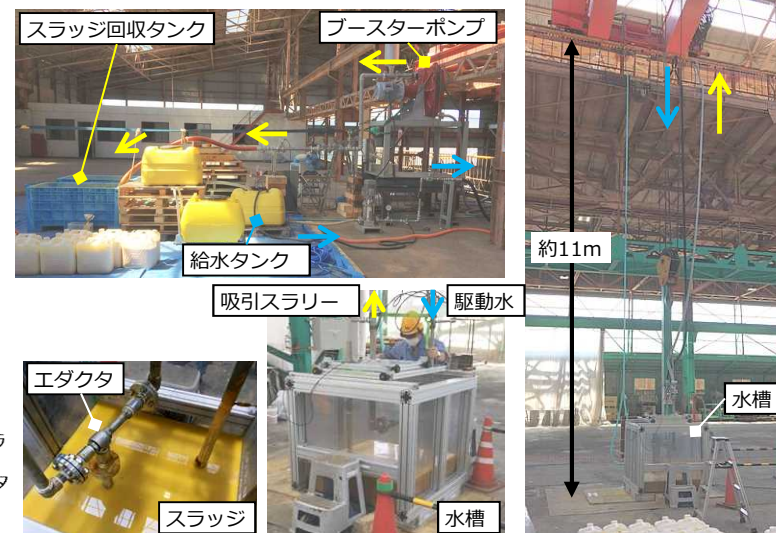 スラッジ回収タンク
ブースターポンプ
給水タンク
約11m
吸引スラリー
駆動水
エダクタ
水槽
スラッジ
水槽